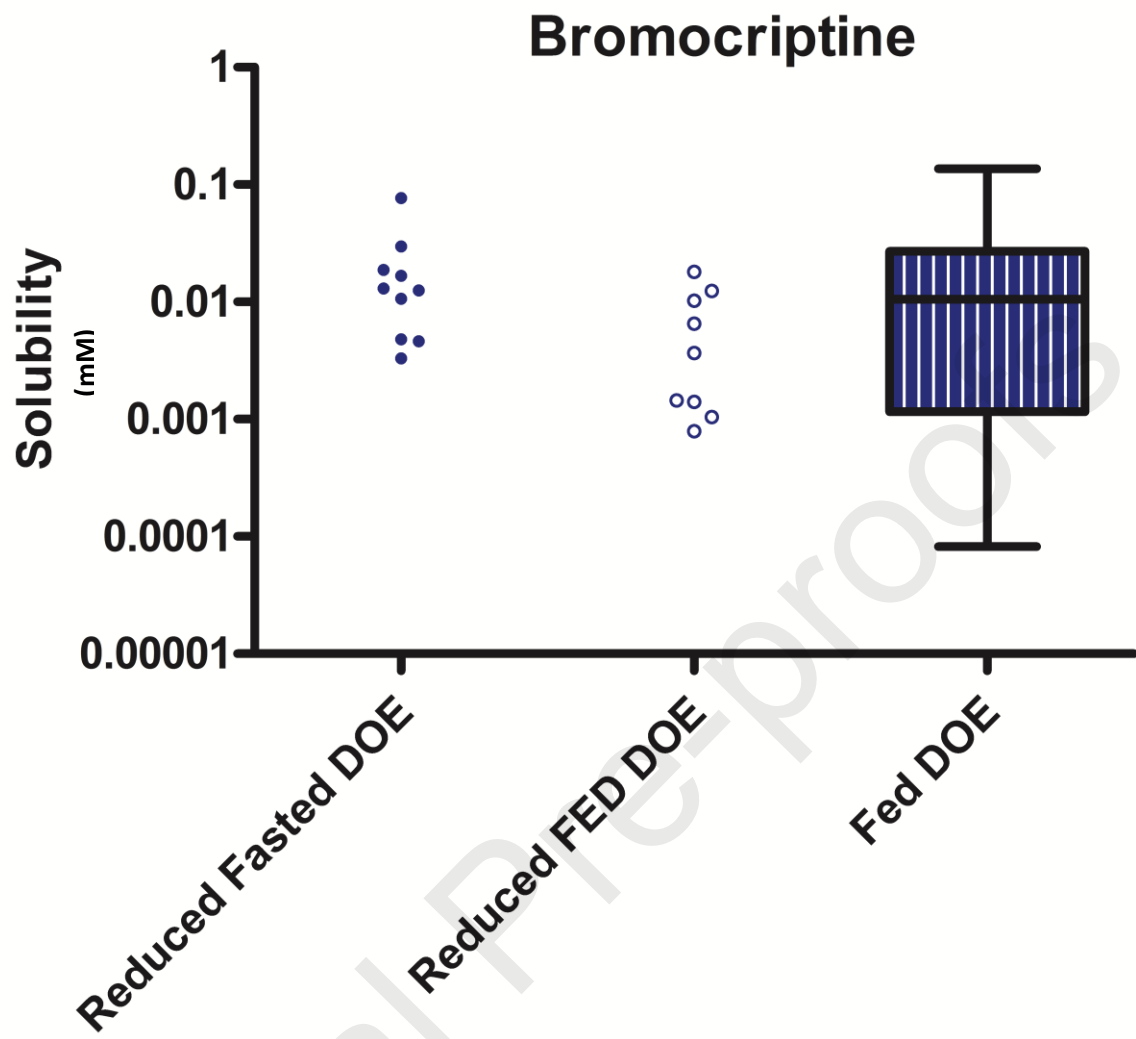 Bromocriptine
1
0.1
0.01
0.001
0.0001
0.00001
Solubility
(mM)
Reduced Fasted DOE
Reduced FED DOE
Fed DOE
al Pre-proofs